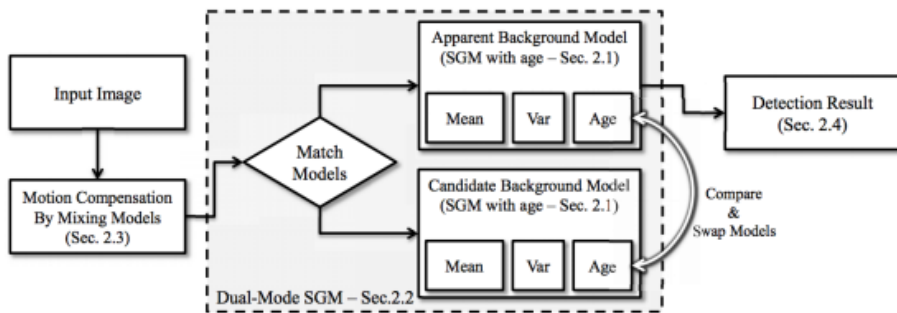 Input Image
Motion Compensation
By Mixing Models
(Sec. 2.3)
Match
Models
Apparent Background Model
(SGM with age – Sec. 2.1)
Mean
Var
Age
Candidate Background Model
(SGM with age – Sec. 2.1)
Mean
Var
Age
Dual-Mode SGM – Sec.2.2
Compare
&
Swap Models
Detection Result
(Sec. 2.4)